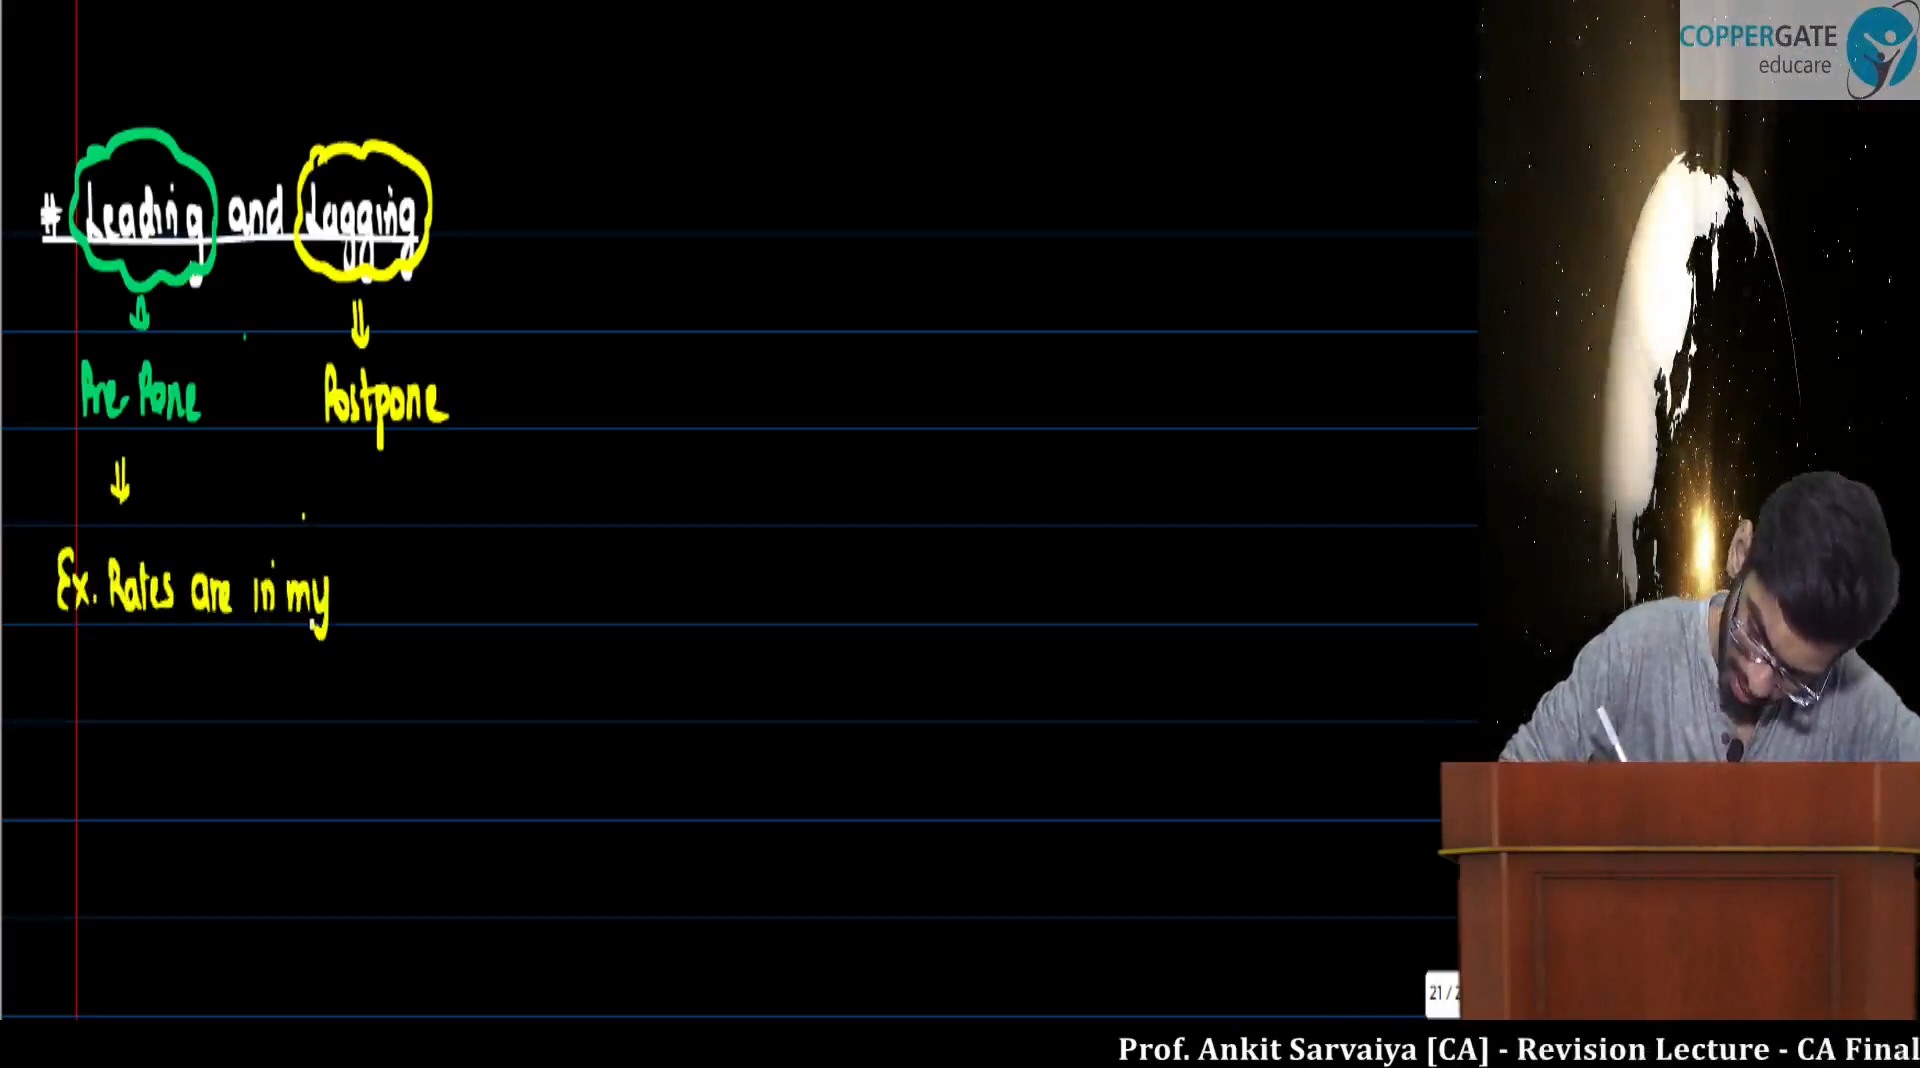 COPPERGATE
educare
# Leading and Lagging
Pre Pone
Postpone
Ex. Rates are in my
21 / 2
Prof. Ankit Sarvaiya [CA] - Revision Lecture - CA Final